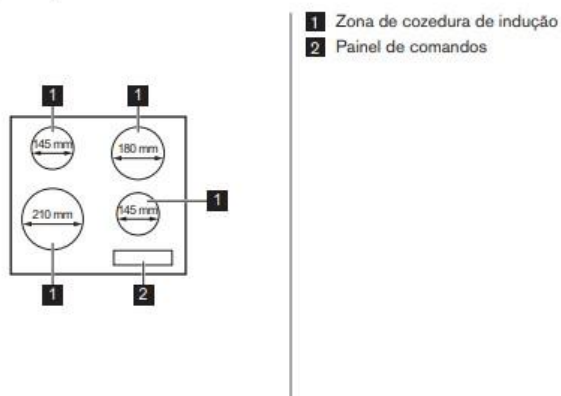 1 Zona de cozedura de indução
2 Painel de comandos
1 1
145 mm 180 mm
1
210 mm 145 mm
1 2